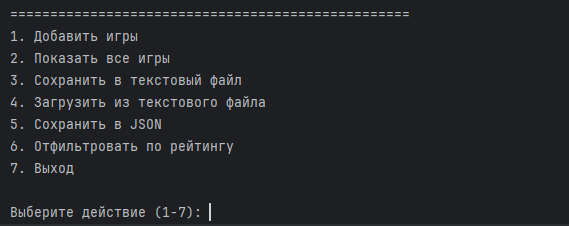 ==================================================
1. Добавить игры
2. Показать все игры
3. Сохранить в текстовый файл
4. Загрузить из текстового файла
5. Сохранить в JSON
6. Отфильтровать по рейтингу
7. Выход
Выберите действие (1-7):